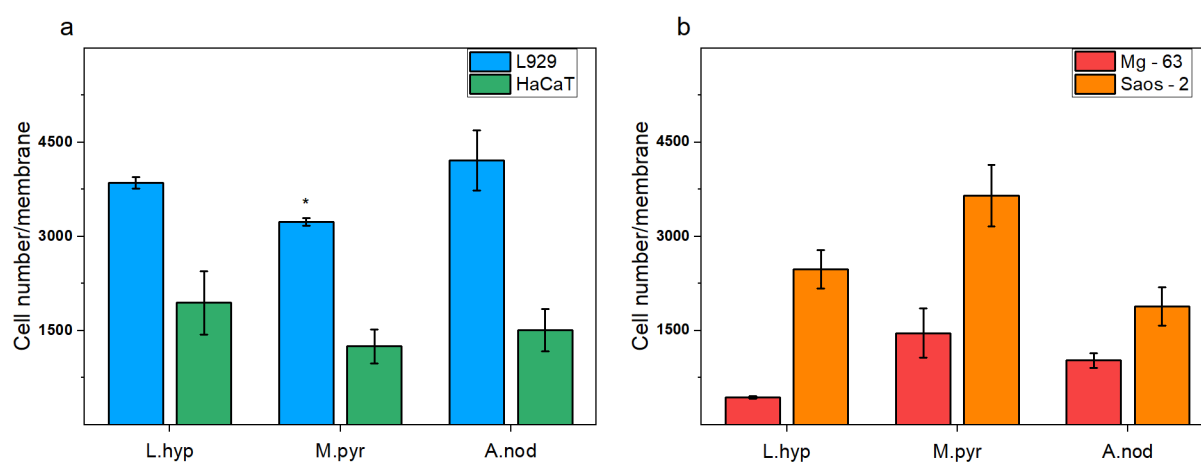 a
L929
HaCaT
Cell number/membrane
4500
3000
1500
*
L.hyp
M.pyr
A.nod
b
Mg - 63
Saos - 2
Cell number/membrane
4500
3000
1500
L.hyp
M.pyr
A.nod